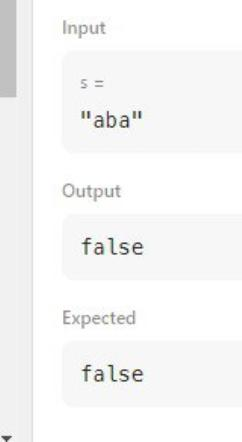 Input
s =
"aba"
Output
false
Expected
false